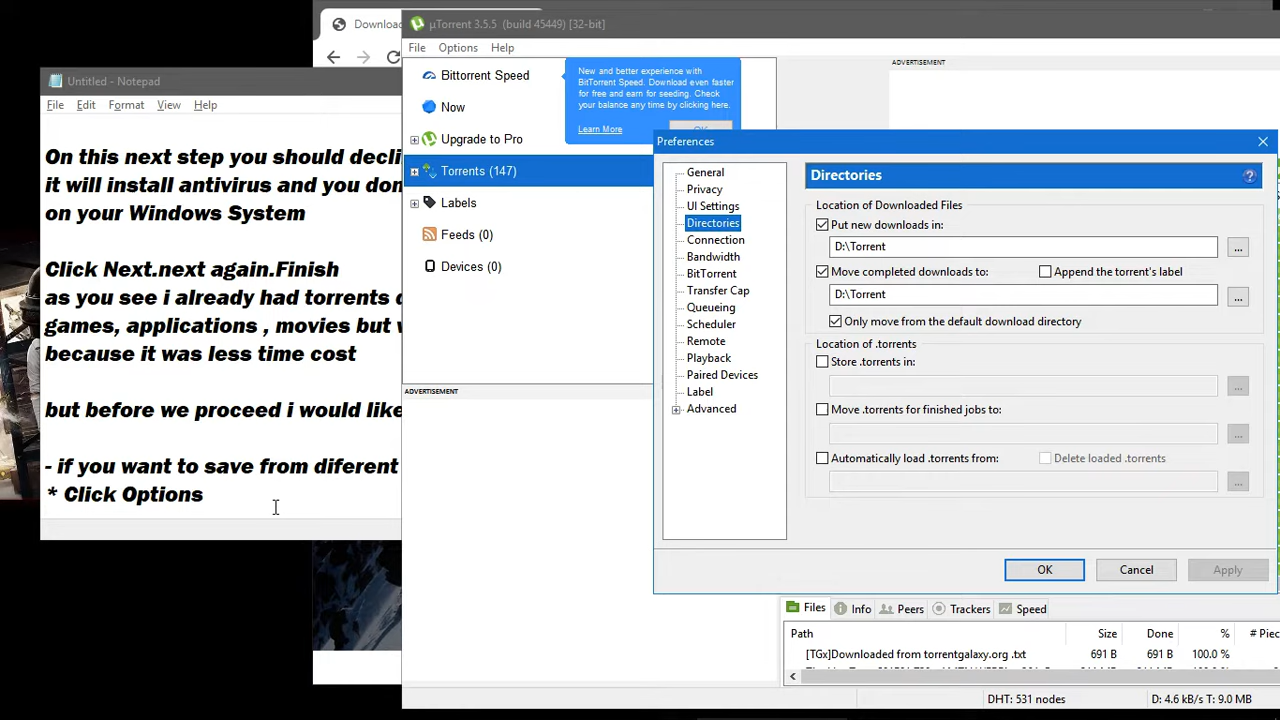 Download
µTorrent 3.5.5 (build 45449) [32-bit]
File Options Help
Untitled - Notepad
File Edit Format View Help
On this next step you should decli
it will install antivirus and you don
on your Windows System
Click Next.next again.Finish
as you see i already had torrents
games, applications , movies but
because it was less time cost
but before we proceed i would like
- if you want to save from diferent
* Click Options
Bittorrent Speed
Now
Upgrade to Pro
Torrents (147)
Labels
Feeds (0)
Devices (0)
ADVERTISEMENT
New and better experience with
BitTorrent Speed. Download even faster
for free and earn for seeding. Check
your balance any time by clicking here.
Learn More
ADVERTISEMENT
Preferences
General
Privacy
UI Settings
Directories
Connection
Bandwidth
BitTorrent
Transfer Cap
Queueing
Scheduler
Remote
Playback
Paired Devices
Label
Advanced
Directories
Location of Downloaded Files
Put new downloads in:
D:\Torrent
...
Move completed downloads to: Append the torrent's label
D:\Torrent
...
Only move from the default download directory
Location of .torrents
Store .torrents in:
...
Move .torrents for finished jobs to:
...
Automatically load .torrents from: Delete loaded .torrents
...
OK Cancel Apply
Files Info Peers Trackers Speed
Path Size Done % # Piec
[TGx]Downloaded from torrentgalaxy.org .txt 691 B 691 B 100.0 %
DHT: 531 nodes D: 4.6 kB/s T: 9.0 MB